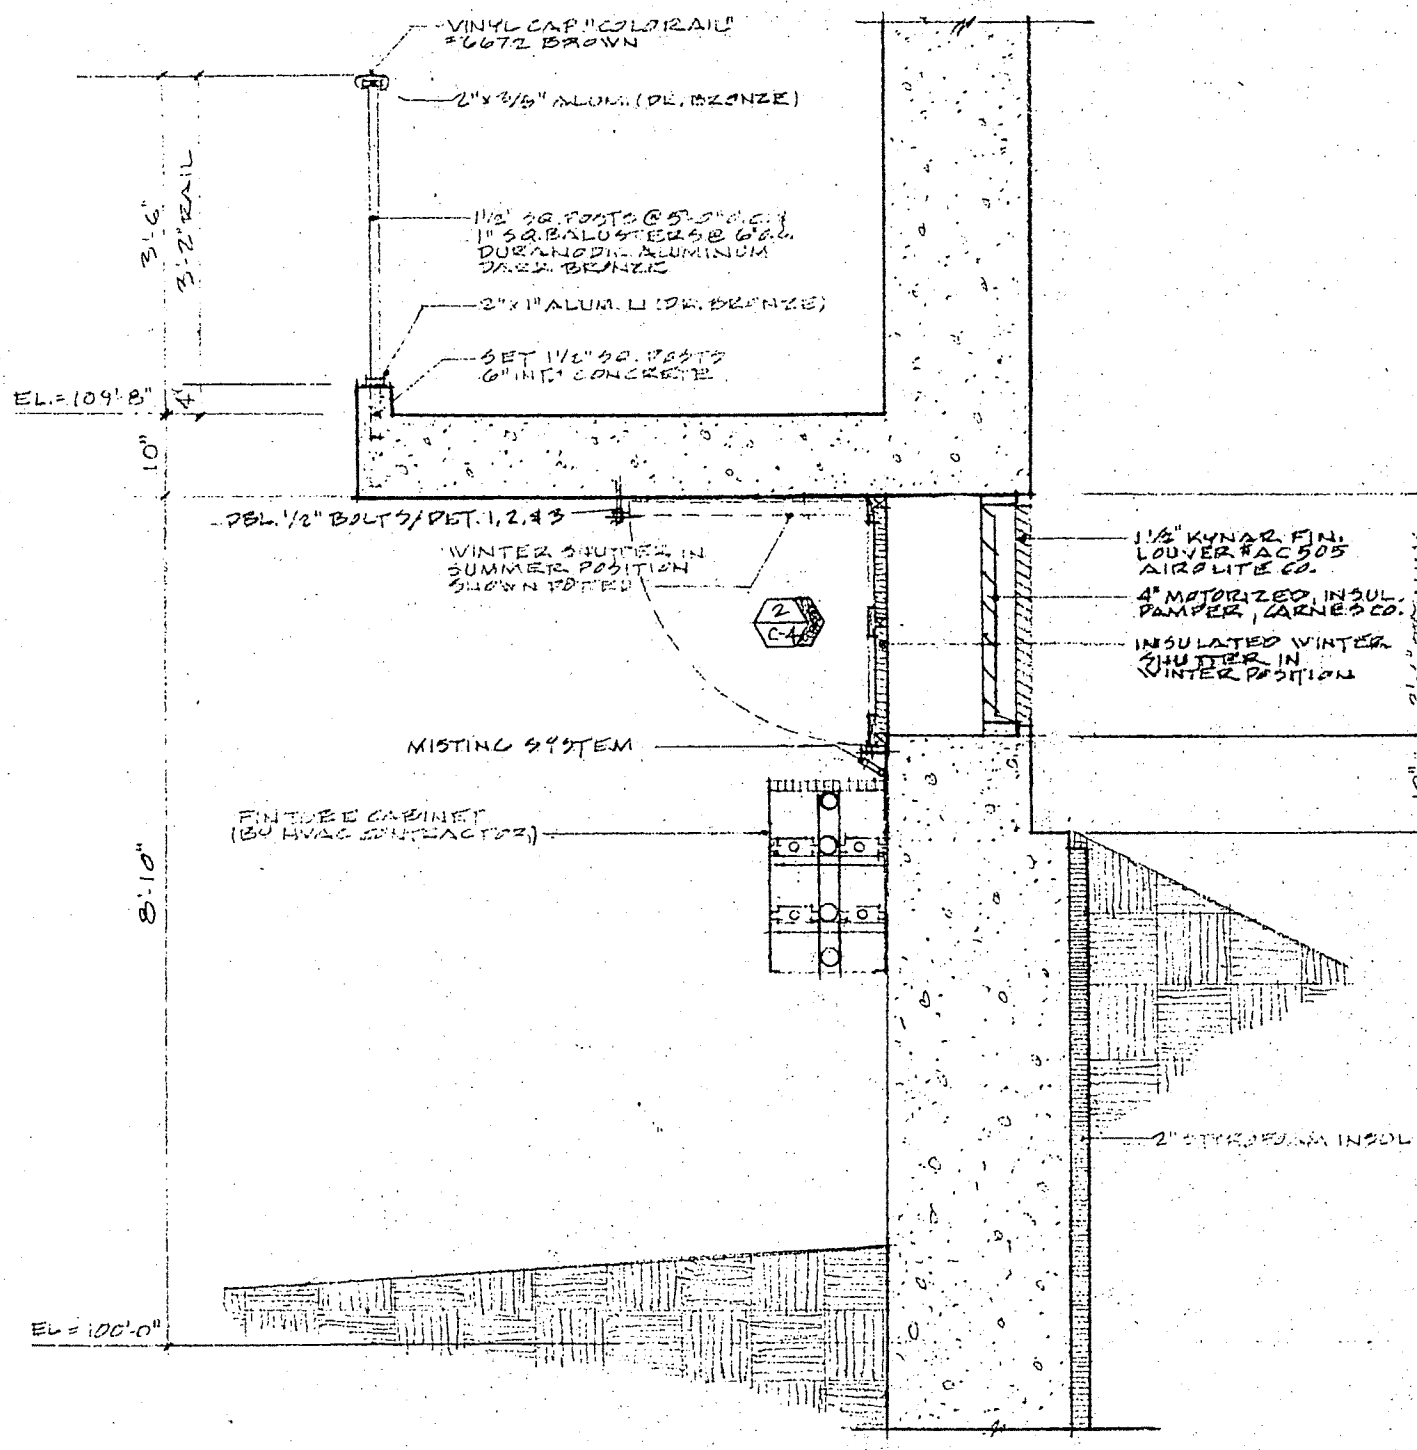 VINYL CAP "COLORAIL"
#6672 BROWN
2" x 3/8" ALUM. (DK. BRONZE)
3'-6"
3'-2" RAIL
1 1/2" SQ. POSTS @ 5'-0" O.C. &
1" SQ. BALUSTERS @ 6" O.C.
DURANODIC ALUMINUM
DARK BRONZE
2" x 1" ALUM. U (DK. BRONZE)
SET 1 1/2" SQ. POSTS
6" INTO CONCRETE
EL. = 109'-8"
4"
10"
DBL. 1/2" BOLTS/DET. 1, 2, & 3
WINTER SHUTTER IN
SUMMER POSITION
SHOWN DOTTED
2
C-4
1 1/2" KYNAR FIN.
LOUVER #AC505
AIROLITE CO.
4" MOTORIZED, INSUL.
DAMPER, CARNES CO.
INSULATED WINTER
SHUTTER IN
WINTER POSITION
MISTING SYSTEM
10"
FINTUBE CABINET
(BY HVAC CONTRACTOR)
8'-10"
2" STYROFOAM INSUL
EL = 100'-0"